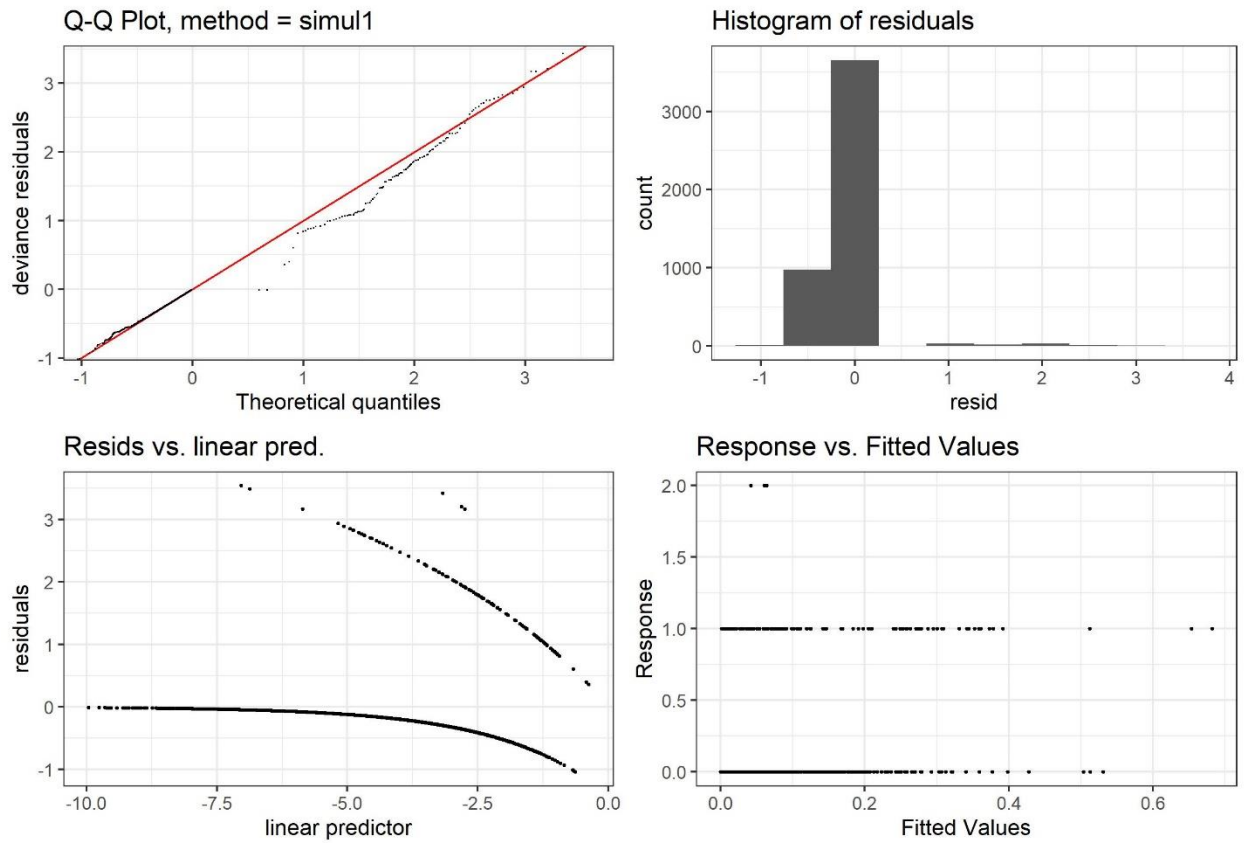 Q-Q Plot, method = simul1
3
2
1
0
-1
deviance residuals
-1 0 1 2 3
Theoretical quantiles
Histogram of residuals
3000
2000
1000
0
count
-1 0 1 2 3 4
resid
Resids vs. linear pred.
3
2
1
0
-1
residuals
-10.0 -7.5 -5.0 -2.5 0.0
linear predictor
Response vs. Fitted Values
2.0
1.5
1.0
0.5
0.0
Response
0.0 0.2 0.4 0.6
Fitted Values